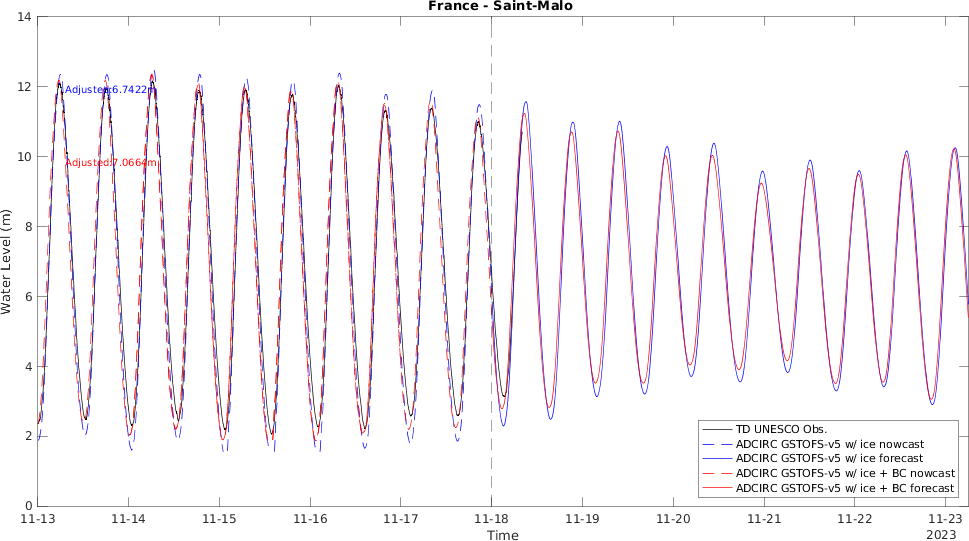 France - Saint-Malo
Water Level (m)
14
12
10
8
6
4
2
0
Adjusted:6.7422m
Adjusted:7.0664m
TD UNESCO Obs.
ADCIRC GSTOFS-v5 w/ ice nowcast
ADCIRC GSTOFS-v5 w/ ice forecast
ADCIRC GSTOFS-v5 w/ ice + BC nowcast
ADCIRC GSTOFS-v5 w/ ice + BC forecast
11-13 11-14 11-15 11-16 11-17 11-18 11-19 11-20 11-21 11-22 11-23
Time
2023